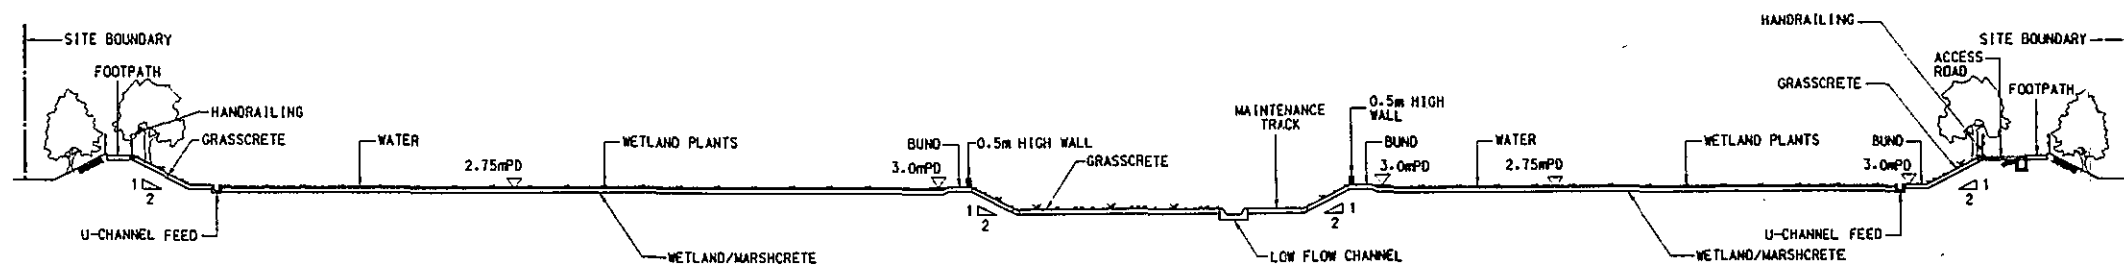 HANDRAILING
SITE BOUNDARY
SITE BOUNDARY
FOOTPATH
ACCESS
ROAD
GRASSCRETE
FOOTPATH
HANDRAILING
GRASSCRETE
WATER
WETLAND PLANTS
BUND
0.5m HIGH WALL
MAINTENANCE
TRACK
0.5m HIGH
WALL
BUND
WATER
WETLAND PLANTS
BUND
2.75mPD
3.0mPD
GRASSCRETE
3.0mPD
2.75mPD
3.0mPD
1
2
1
2
1
2
1
2
U-CHANNEL FEED
WETLAND/MARSHCRETE
LOW FLOW CHANNEL
U-CHANNEL FEED
WETLAND/MARSHCRETE